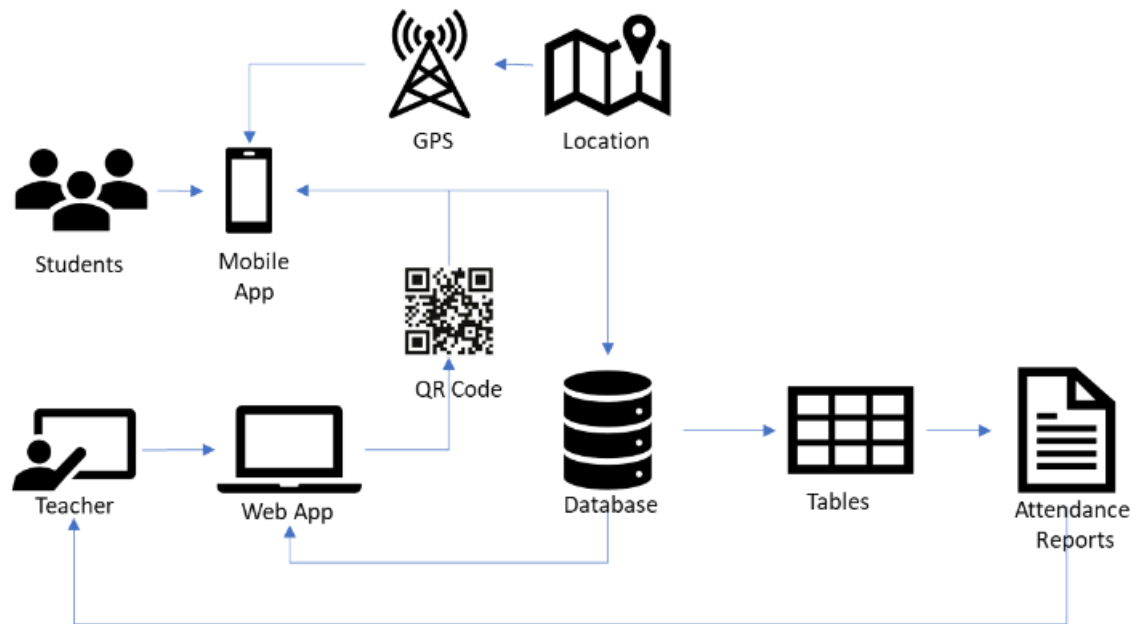 GPS
Location
Students
Mobile
App
QR Code
Teacher
Web App
Database
Tables
Attendance
Reports